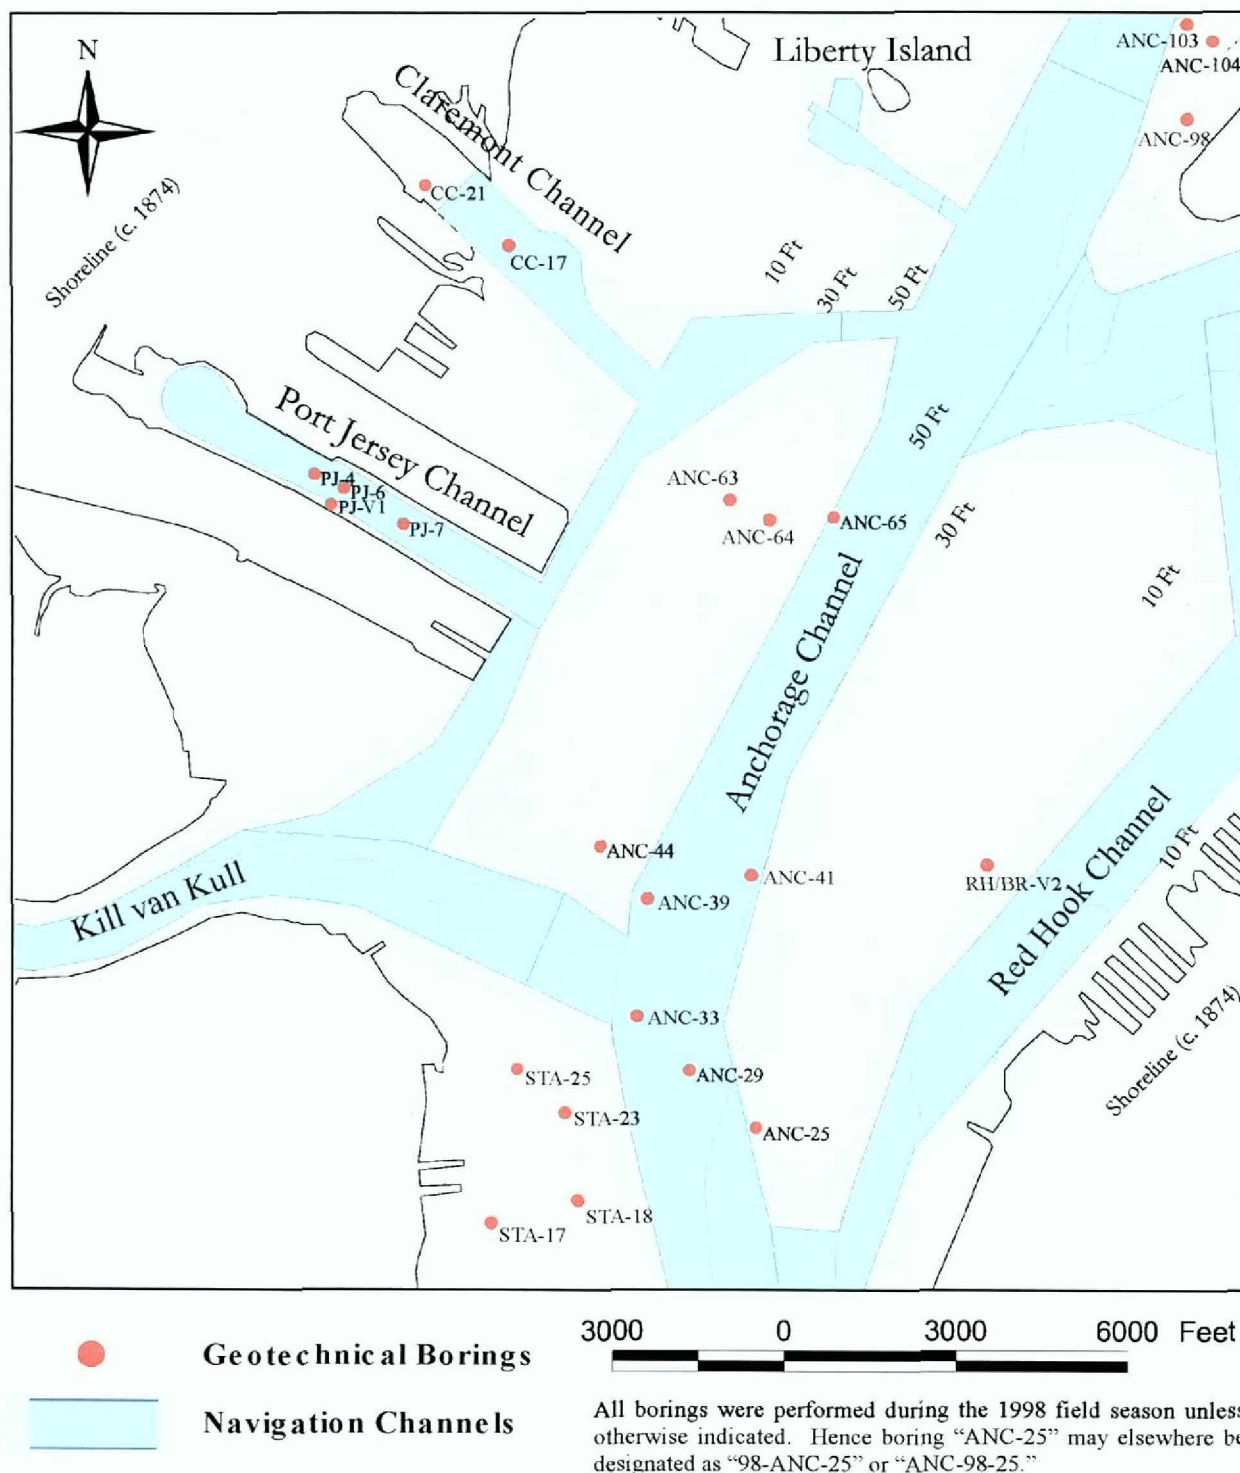 N
Liberty Island
ANC-103
ANC-104
ANC-98
Claremont Channel
CC-21
CC-17
Shoreline (c. 1874)
10 Ft
30 Ft
50 Ft
Port Jersey Channel
PJ-4
PJ-6
PJ-V1
PJ-7
50 Ft
ANC-63
ANC-64
ANC-65
30 Ft
10 Ft
Anchorage Channel
ANC-44
ANC-41
ANC-39
RH/BR-V2
10 Ft
Red Hook Channel
Kill van Kull
ANC-33
ANC-29
ANC-25
STA-25
STA-23
STA-18
STA-17
Shoreline (c. 1874)
Geotechnical Borings
Navigation Channels
3000 0 3000 6000 Feet
All borings were performed during the 1998 field season unless
otherwise indicated. Hence boring “ANC-25” may elsewhere be
designated as “98-ANC-25” or “ANC-98-25.”